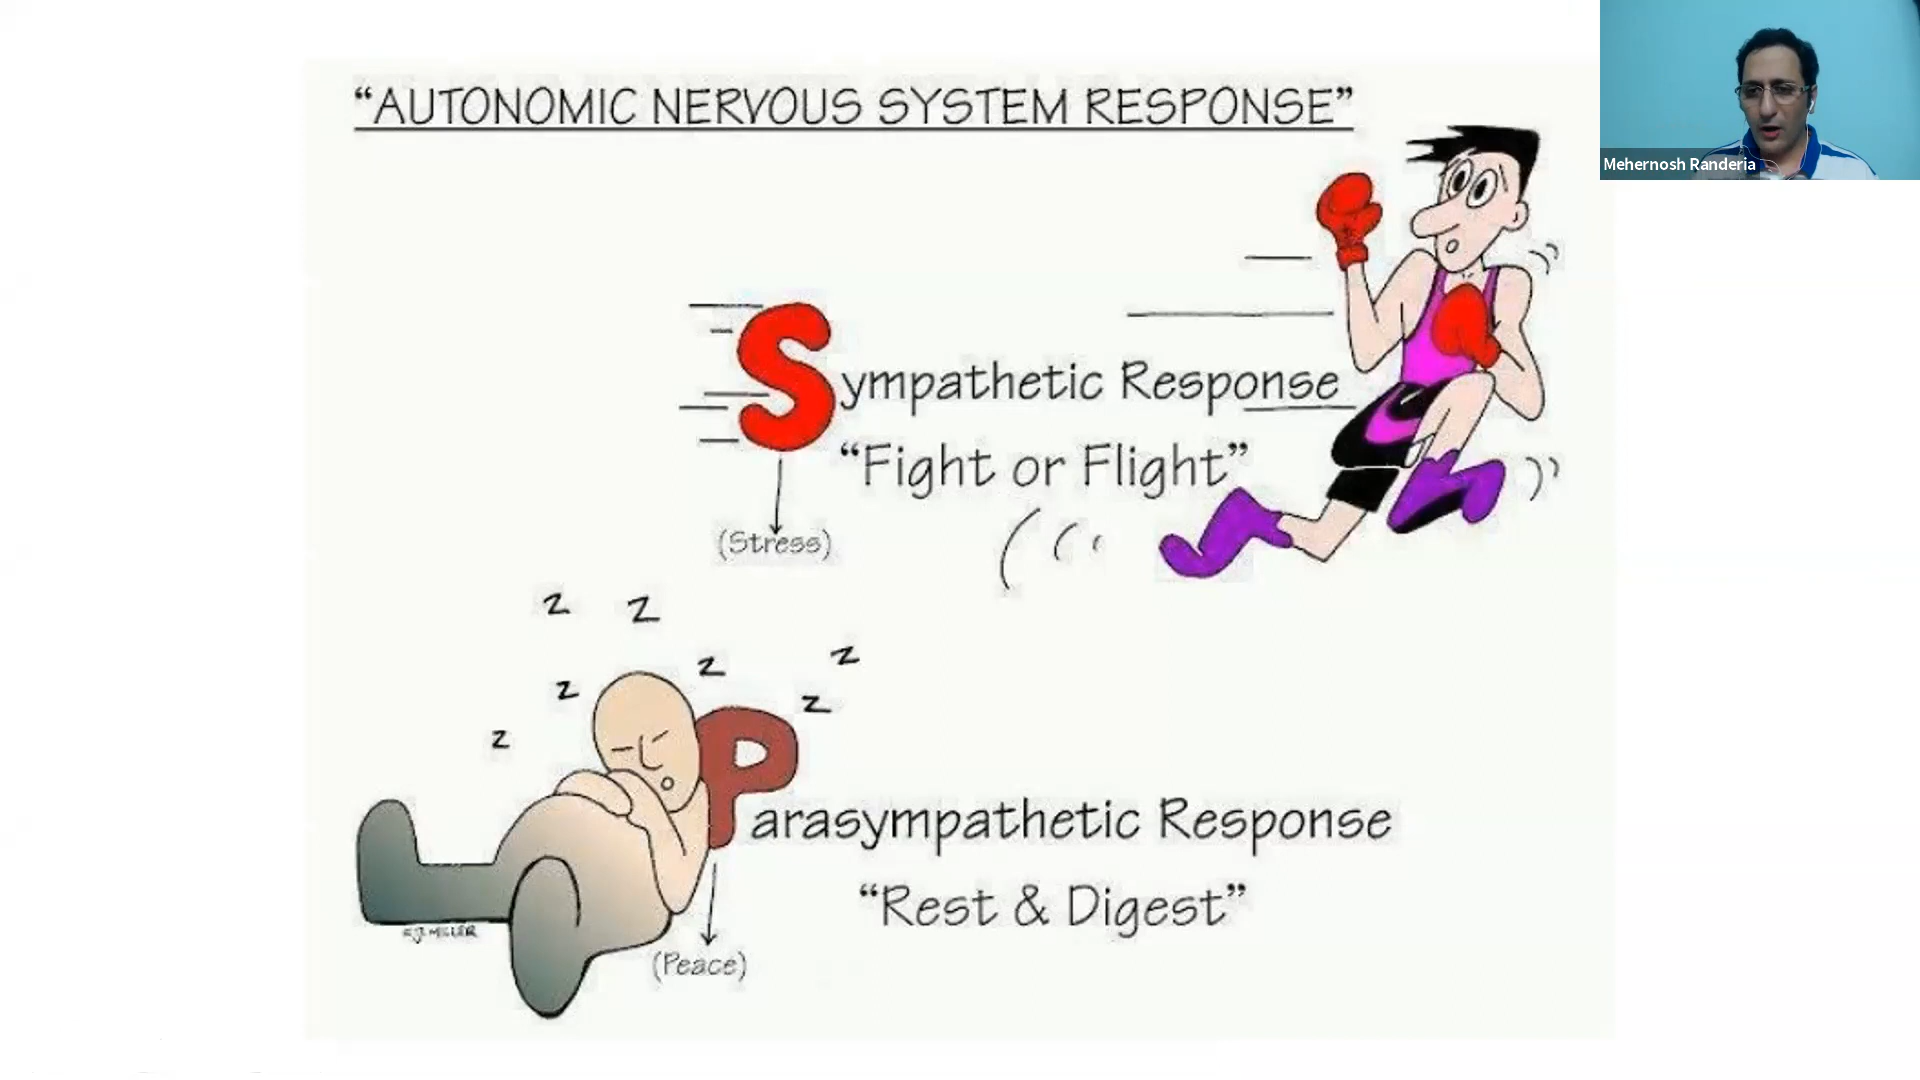 “AUTONOMIC NERVOUS SYSTEM RESPONSE”
Mehernosh Randeria
Sympathetic Response
“Fight or Flight”
(Stress)
z z
z z
z z
z
Parasympathetic Response
“Rest & Digest”
(Peace)